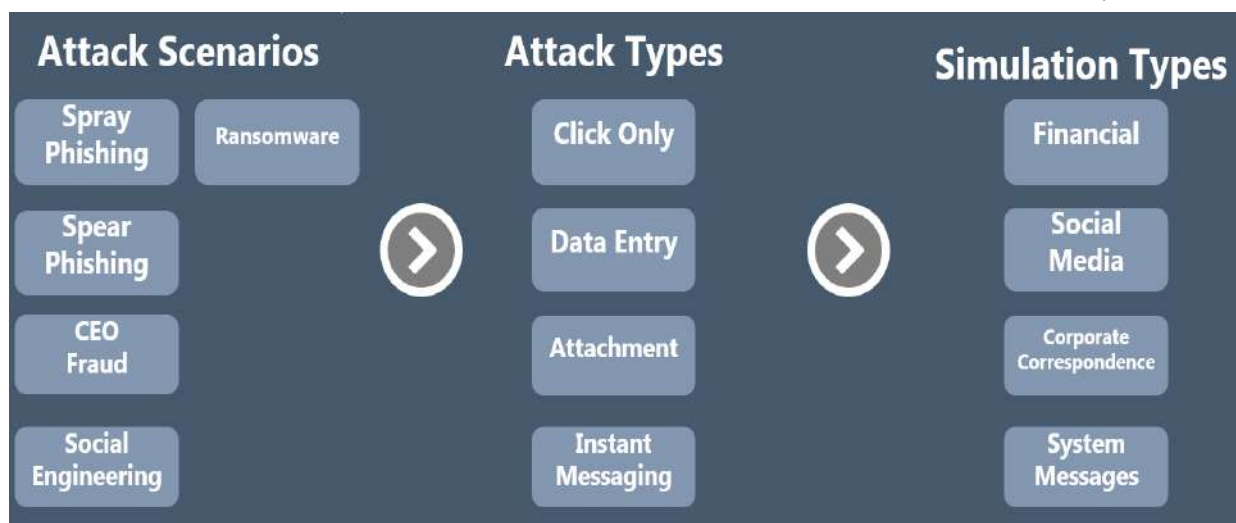 Attack Scenarios
Attack Types
Simulation Types
Spray
Phishing
Ransomware
Click Only
Financial
Spear
Phishing
Data Entry
Social
Media
CEO
Fraud
Attachment
Corporate
Correspondence
Social
Engineering
Instant
Messaging
System
Messages